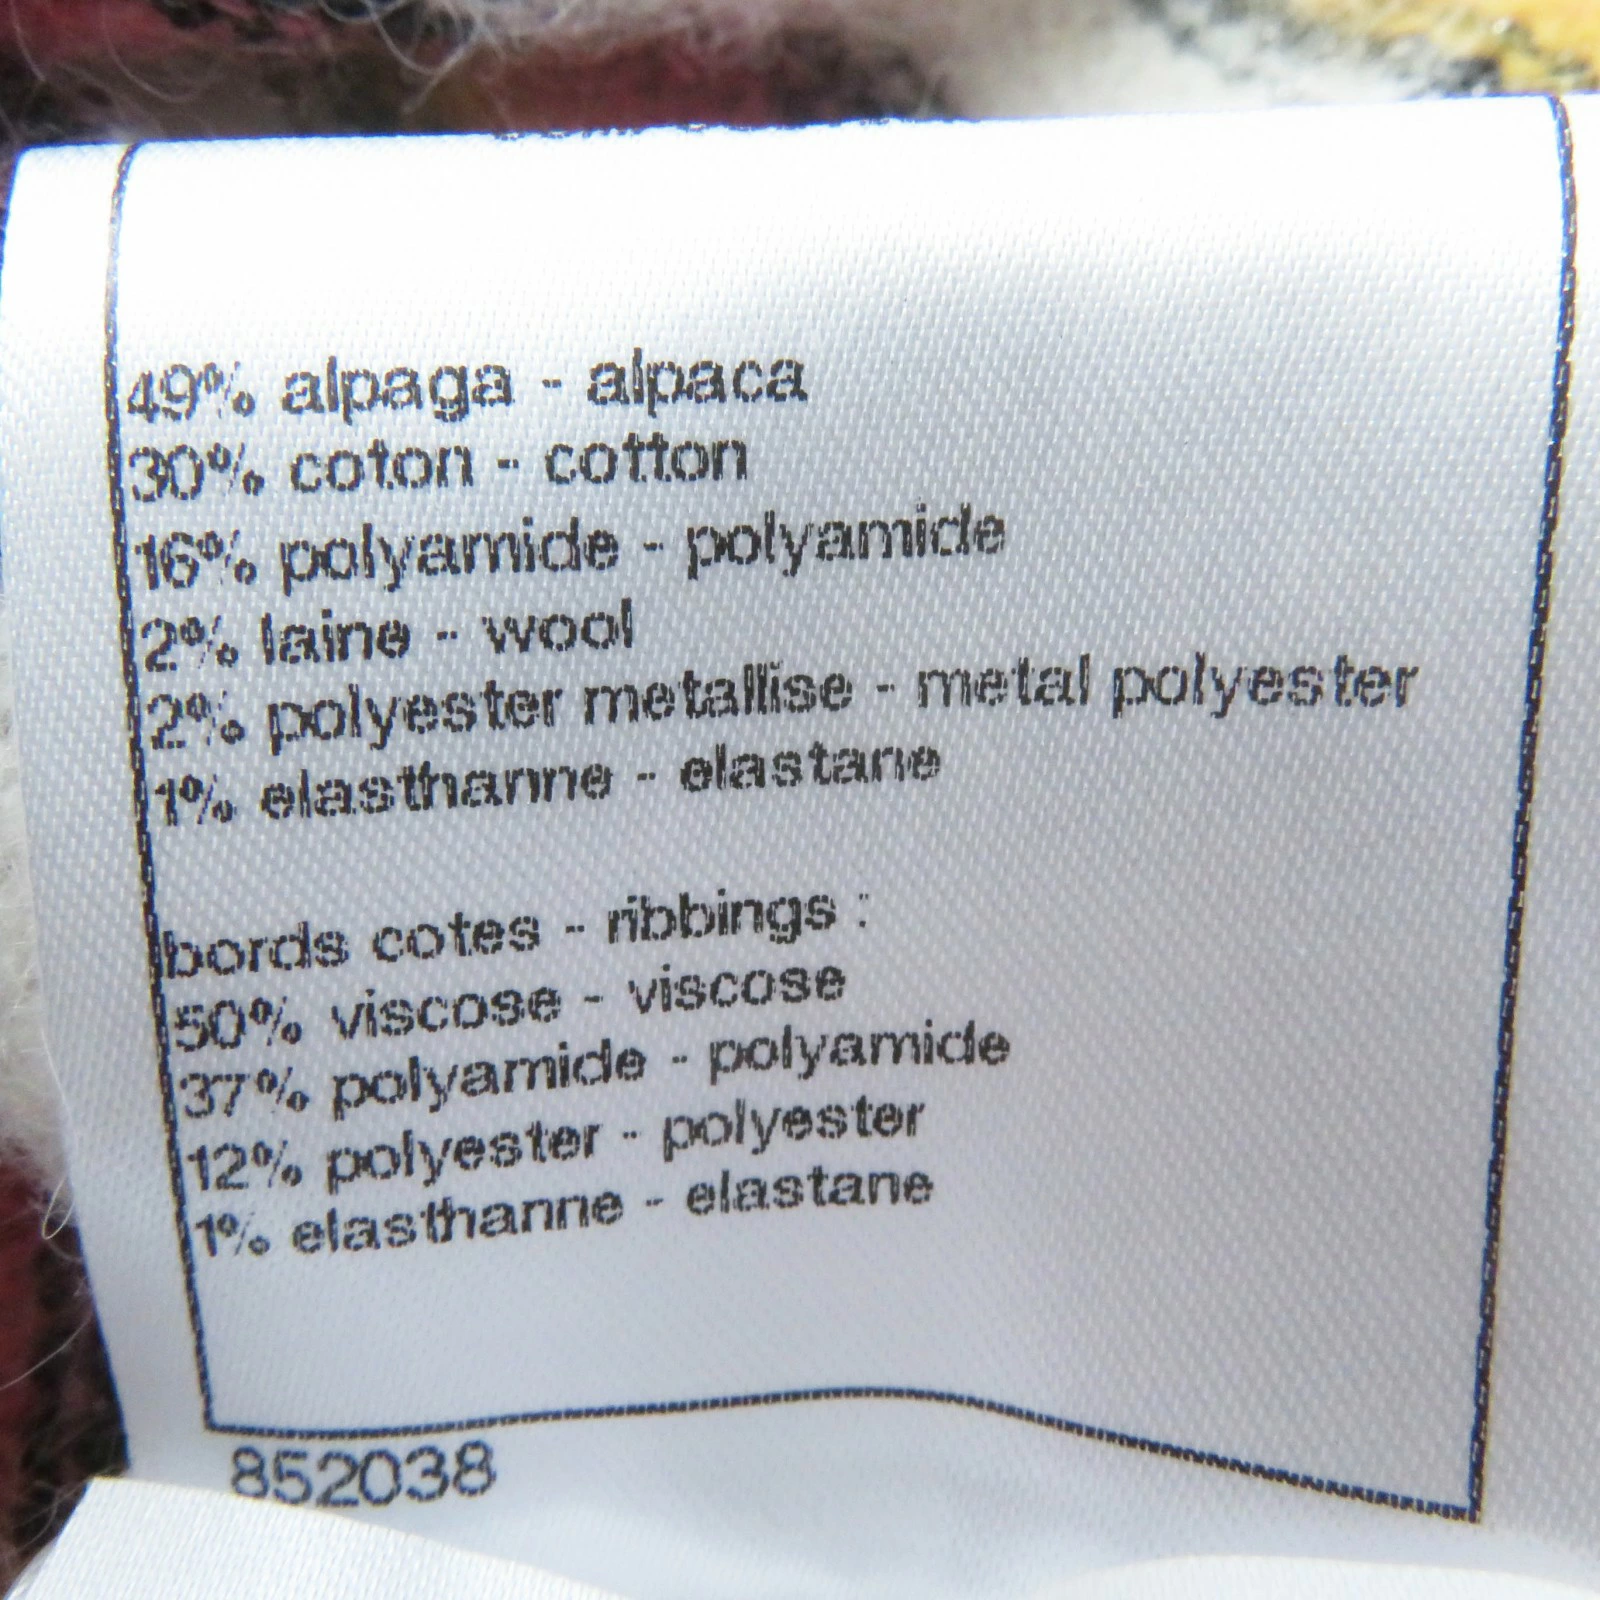 49% alpaga - alpaca
30% coton - cotton
16% polyamide - polyamide
2% laine - wool
2% polyester metallise - metal polyester
1% elasthanne - elastane
bords cotes - ribbings :
50% viscose - viscose
37% polyamide - polyamide
12% polyester - polyester
1% elasthanne - elastane
852038